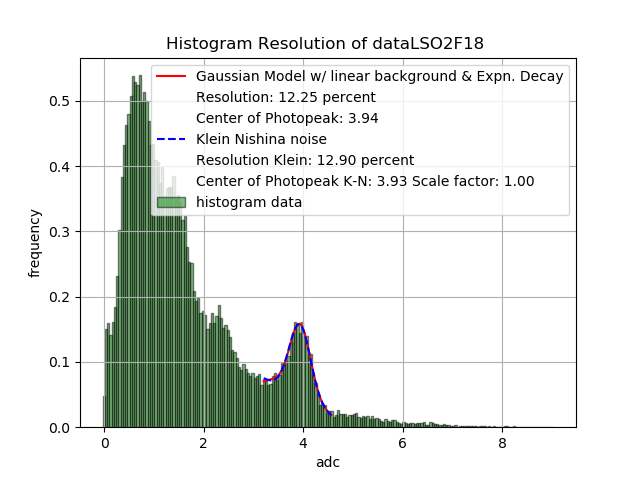 Histogram Resolution of dataLSO2F18
Gaussian Model w/ linear background & Expn. Decay
Resolution: 12.25 percent
Center of Photopeak: 3.94
Klein Nishina noise
Resolution Klein: 12.90 percent
Center of Photopeak K-N: 3.93 Scale factor: 1.00
histogram data
frequency
0.5
0.4
0.3
0.2
0.1
0.0
0 2 4 6 8
adc